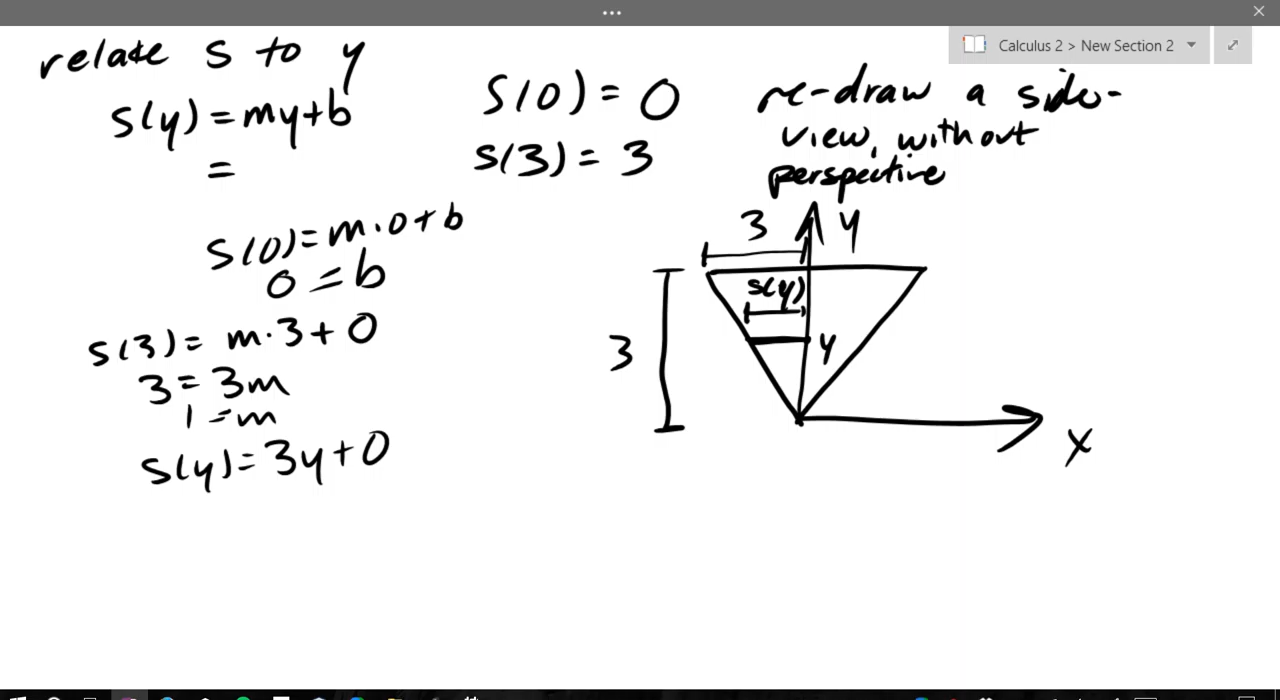 Calculus 2 > New Section 2
relate s to y
s(y) = my+b
=
s(0) = m·0+b
0 = b
s(3) = m·3+0
3 = 3m
1 = m
s(y) = 3y+0
S(0) = 0
s(3) = 3
re-draw a side-
view, without
perspective
3
y
s(y)
3
y
x